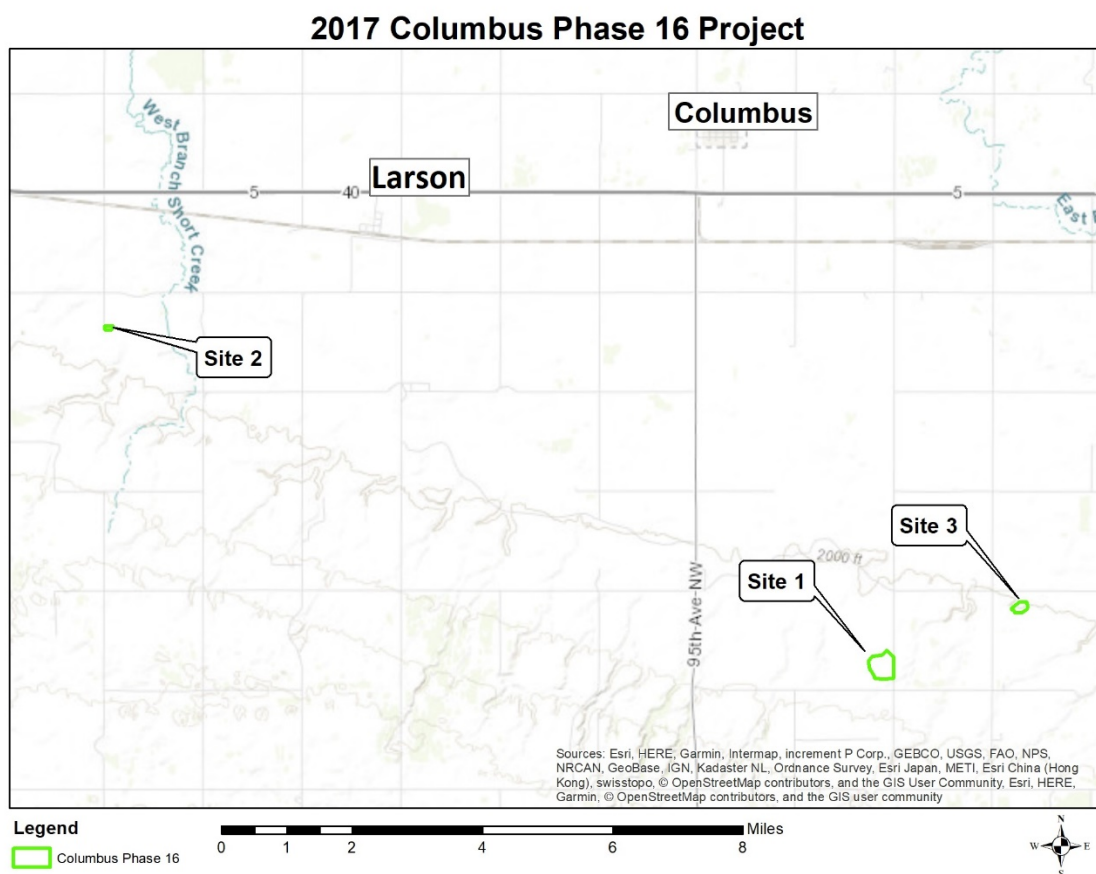 2017 Columbus Phase 16 Project
Columbus
West Branch Short Creek
Larson
5
40
5
East
Site 2
Site 3
2000 ft
Site 1
95th-Ave-NW
Sources: Esri, HERE, Garmin, Intermap, increment P Corp., GEBCO, USGS, FAO, NPS,
NRCAN, GeoBase, IGN, Kadaster NL, Ordnance Survey, Esri Japan, METI, Esri China (Hong
Kong), swisstopo, © OpenStreetMap contributors, and the GIS User Community, Esri, HERE,
Garmin, © OpenStreetMap contributors, and the GIS user community
Legend
Columbus Phase 16
0 1 2 4 6 8 Miles
N
W E
S